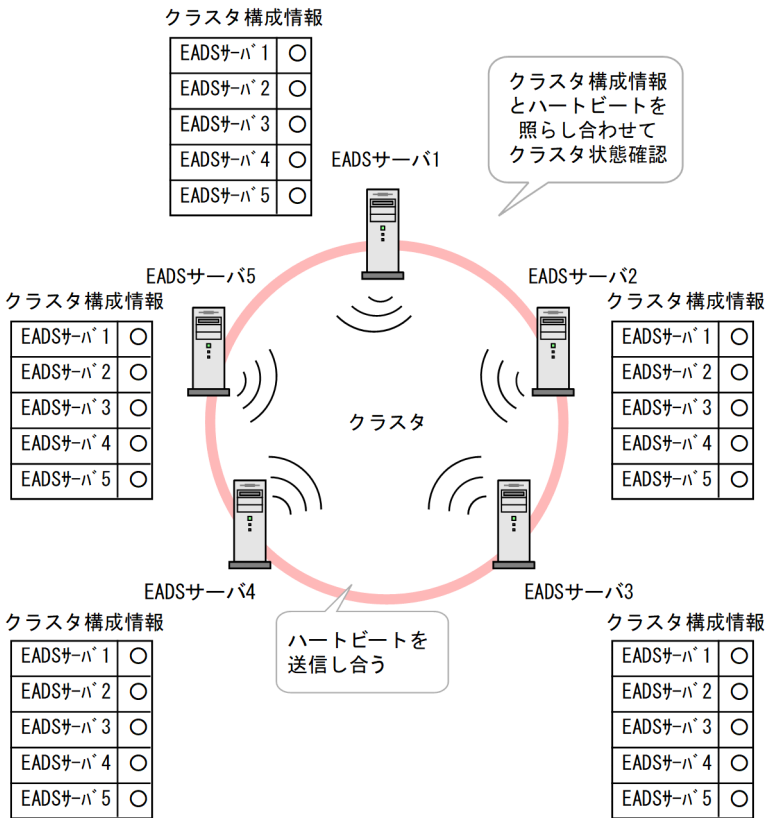 クラスタ構成情報
EADSｻｰﾊﾞ1 ○
EADSｻｰﾊﾞ2 ○
EADSｻｰﾊﾞ3 ○
EADSｻｰﾊﾞ4 ○
EADSｻｰﾊﾞ5 ○
クラスタ構成情報
とハートビートを
照らし合わせて
クラスタ状態確認
EADSサーバ1
EADSサーバ5
EADSサーバ2
クラスタ構成情報
EADSｻｰﾊﾞ1 ○
EADSｻｰﾊﾞ2 ○
EADSｻｰﾊﾞ3 ○
EADSｻｰﾊﾞ4 ○
EADSｻｰﾊﾞ5 ○
クラスタ
クラスタ構成情報
EADSｻｰﾊﾞ1 ○
EADSｻｰﾊﾞ2 ○
EADSｻｰﾊﾞ3 ○
EADSｻｰﾊﾞ4 ○
EADSｻｰﾊﾞ5 ○
EADSサーバ4
EADSサーバ3
クラスタ構成情報
EADSｻｰﾊﾞ1 ○
EADSｻｰﾊﾞ2 ○
EADSｻｰﾊﾞ3 ○
EADSｻｰﾊﾞ4 ○
EADSｻｰﾊﾞ5 ○
ハートビートを
送信し合う
クラスタ構成情報
EADSｻｰﾊﾞ1 ○
EADSｻｰﾊﾞ2 ○
EADSｻｰﾊﾞ3 ○
EADSｻｰﾊﾞ4 ○
EADSｻｰﾊﾞ5 ○